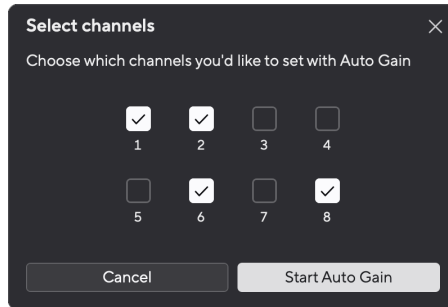 Select channels
Choose which channels you'd like to set with Auto Gain
1 2 3 4
5 6 7 8
Cancel Start Auto Gain